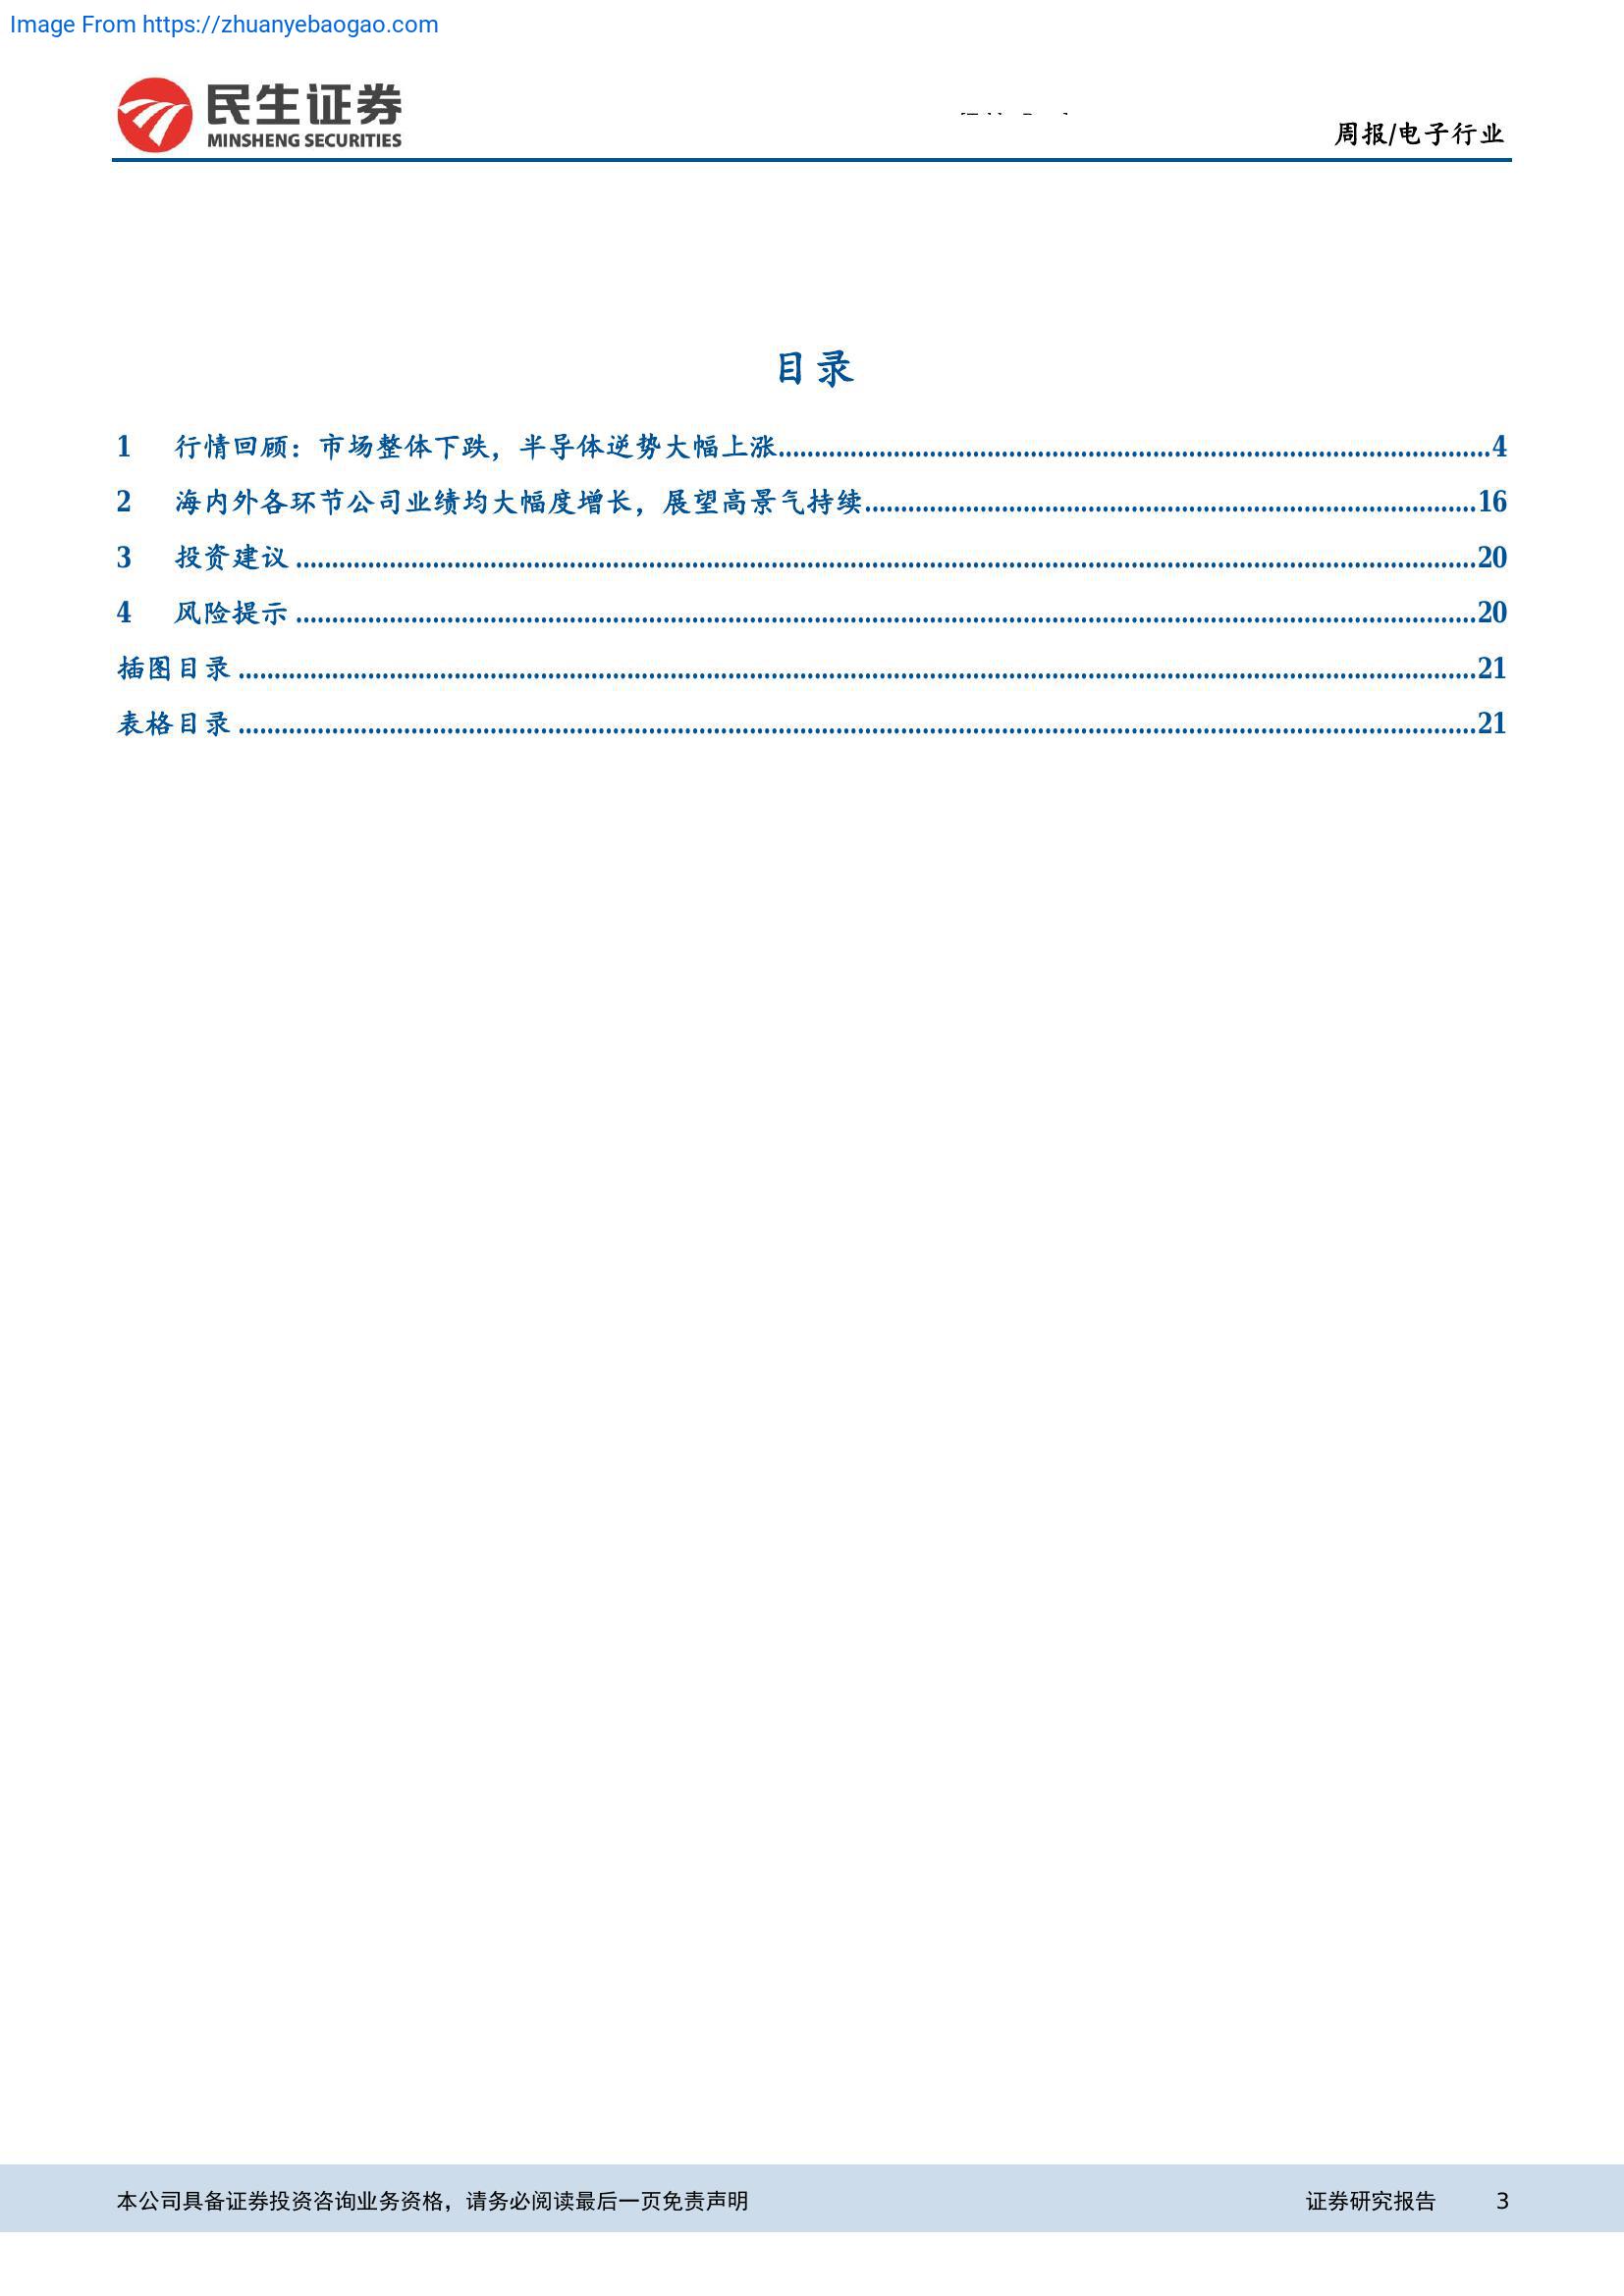 Image From https://zhuanyebaogao.com
民生证券
MINSHENG SECURITIES
周报/电子行业
目录
1 行情回顾：市场整体下跌，半导体逆势大幅上涨........4
2 海内外各环节公司业绩均大幅度增长，展望高景气持续........16
3 投资建议........20
4 风险提示........20
插图目录........21
表格目录........21
本公司具备证券投资咨询业务资格，请务必阅读最后一页免责声明 证券研究报告 3